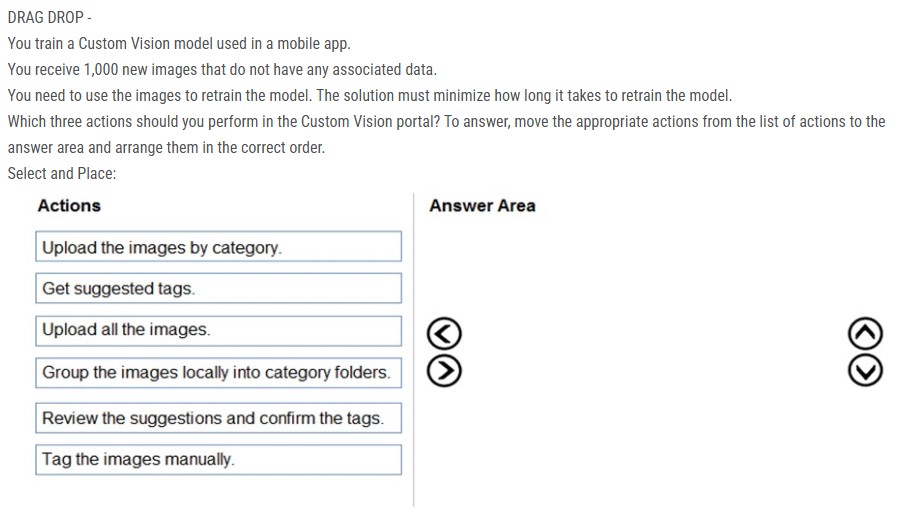 DRAG DROP -
You train a Custom Vision model used in a mobile app.
You receive 1,000 new images that do not have any associated data.
You need to use the images to retrain the model. The solution must minimize how long it takes to retrain the model.
Which three actions should you perform in the Custom Vision portal? To answer, move the appropriate actions from the list of actions to the
answer area and arrange them in the correct order.
Select and Place:
Actions
Upload the images by category.
Get suggested tags.
Upload all the images.
Group the images locally into category folders.
Review the suggestions and confirm the tags.
Tag the images manually.
Answer Area